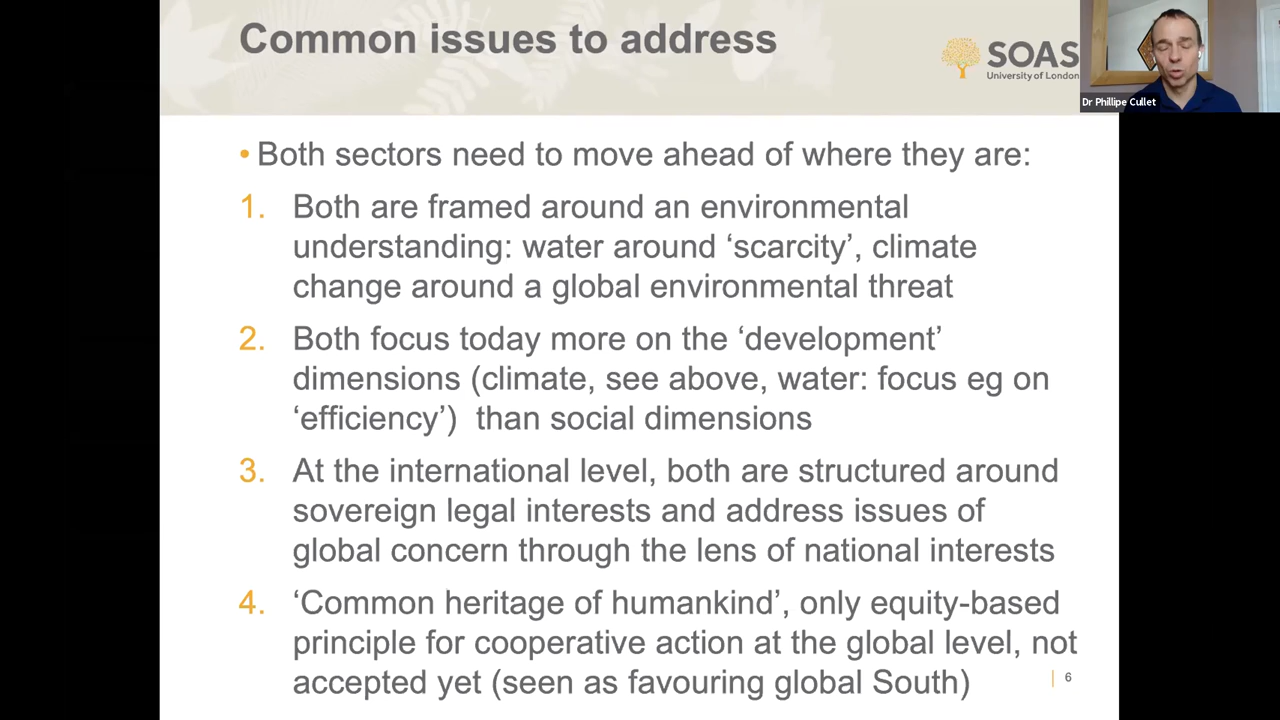 Common issues to address
SOAS
University of London
Dr Phillipe Cullet
• Both sectors need to move ahead of where they are:
1. Both are framed around an environmental
understanding: water around ‘scarcity’, climate
change around a global environmental threat
2. Both focus today more on the ‘development’
dimensions (climate, see above, water: focus eg on
‘efficiency’)  than social dimensions
3. At the international level, both are structured around
sovereign legal interests and address issues of
global concern through the lens of national interests
4. ‘Common heritage of humankind’, only equity-based
principle for cooperative action at the global level, not
accepted yet (seen as favouring global South)
6